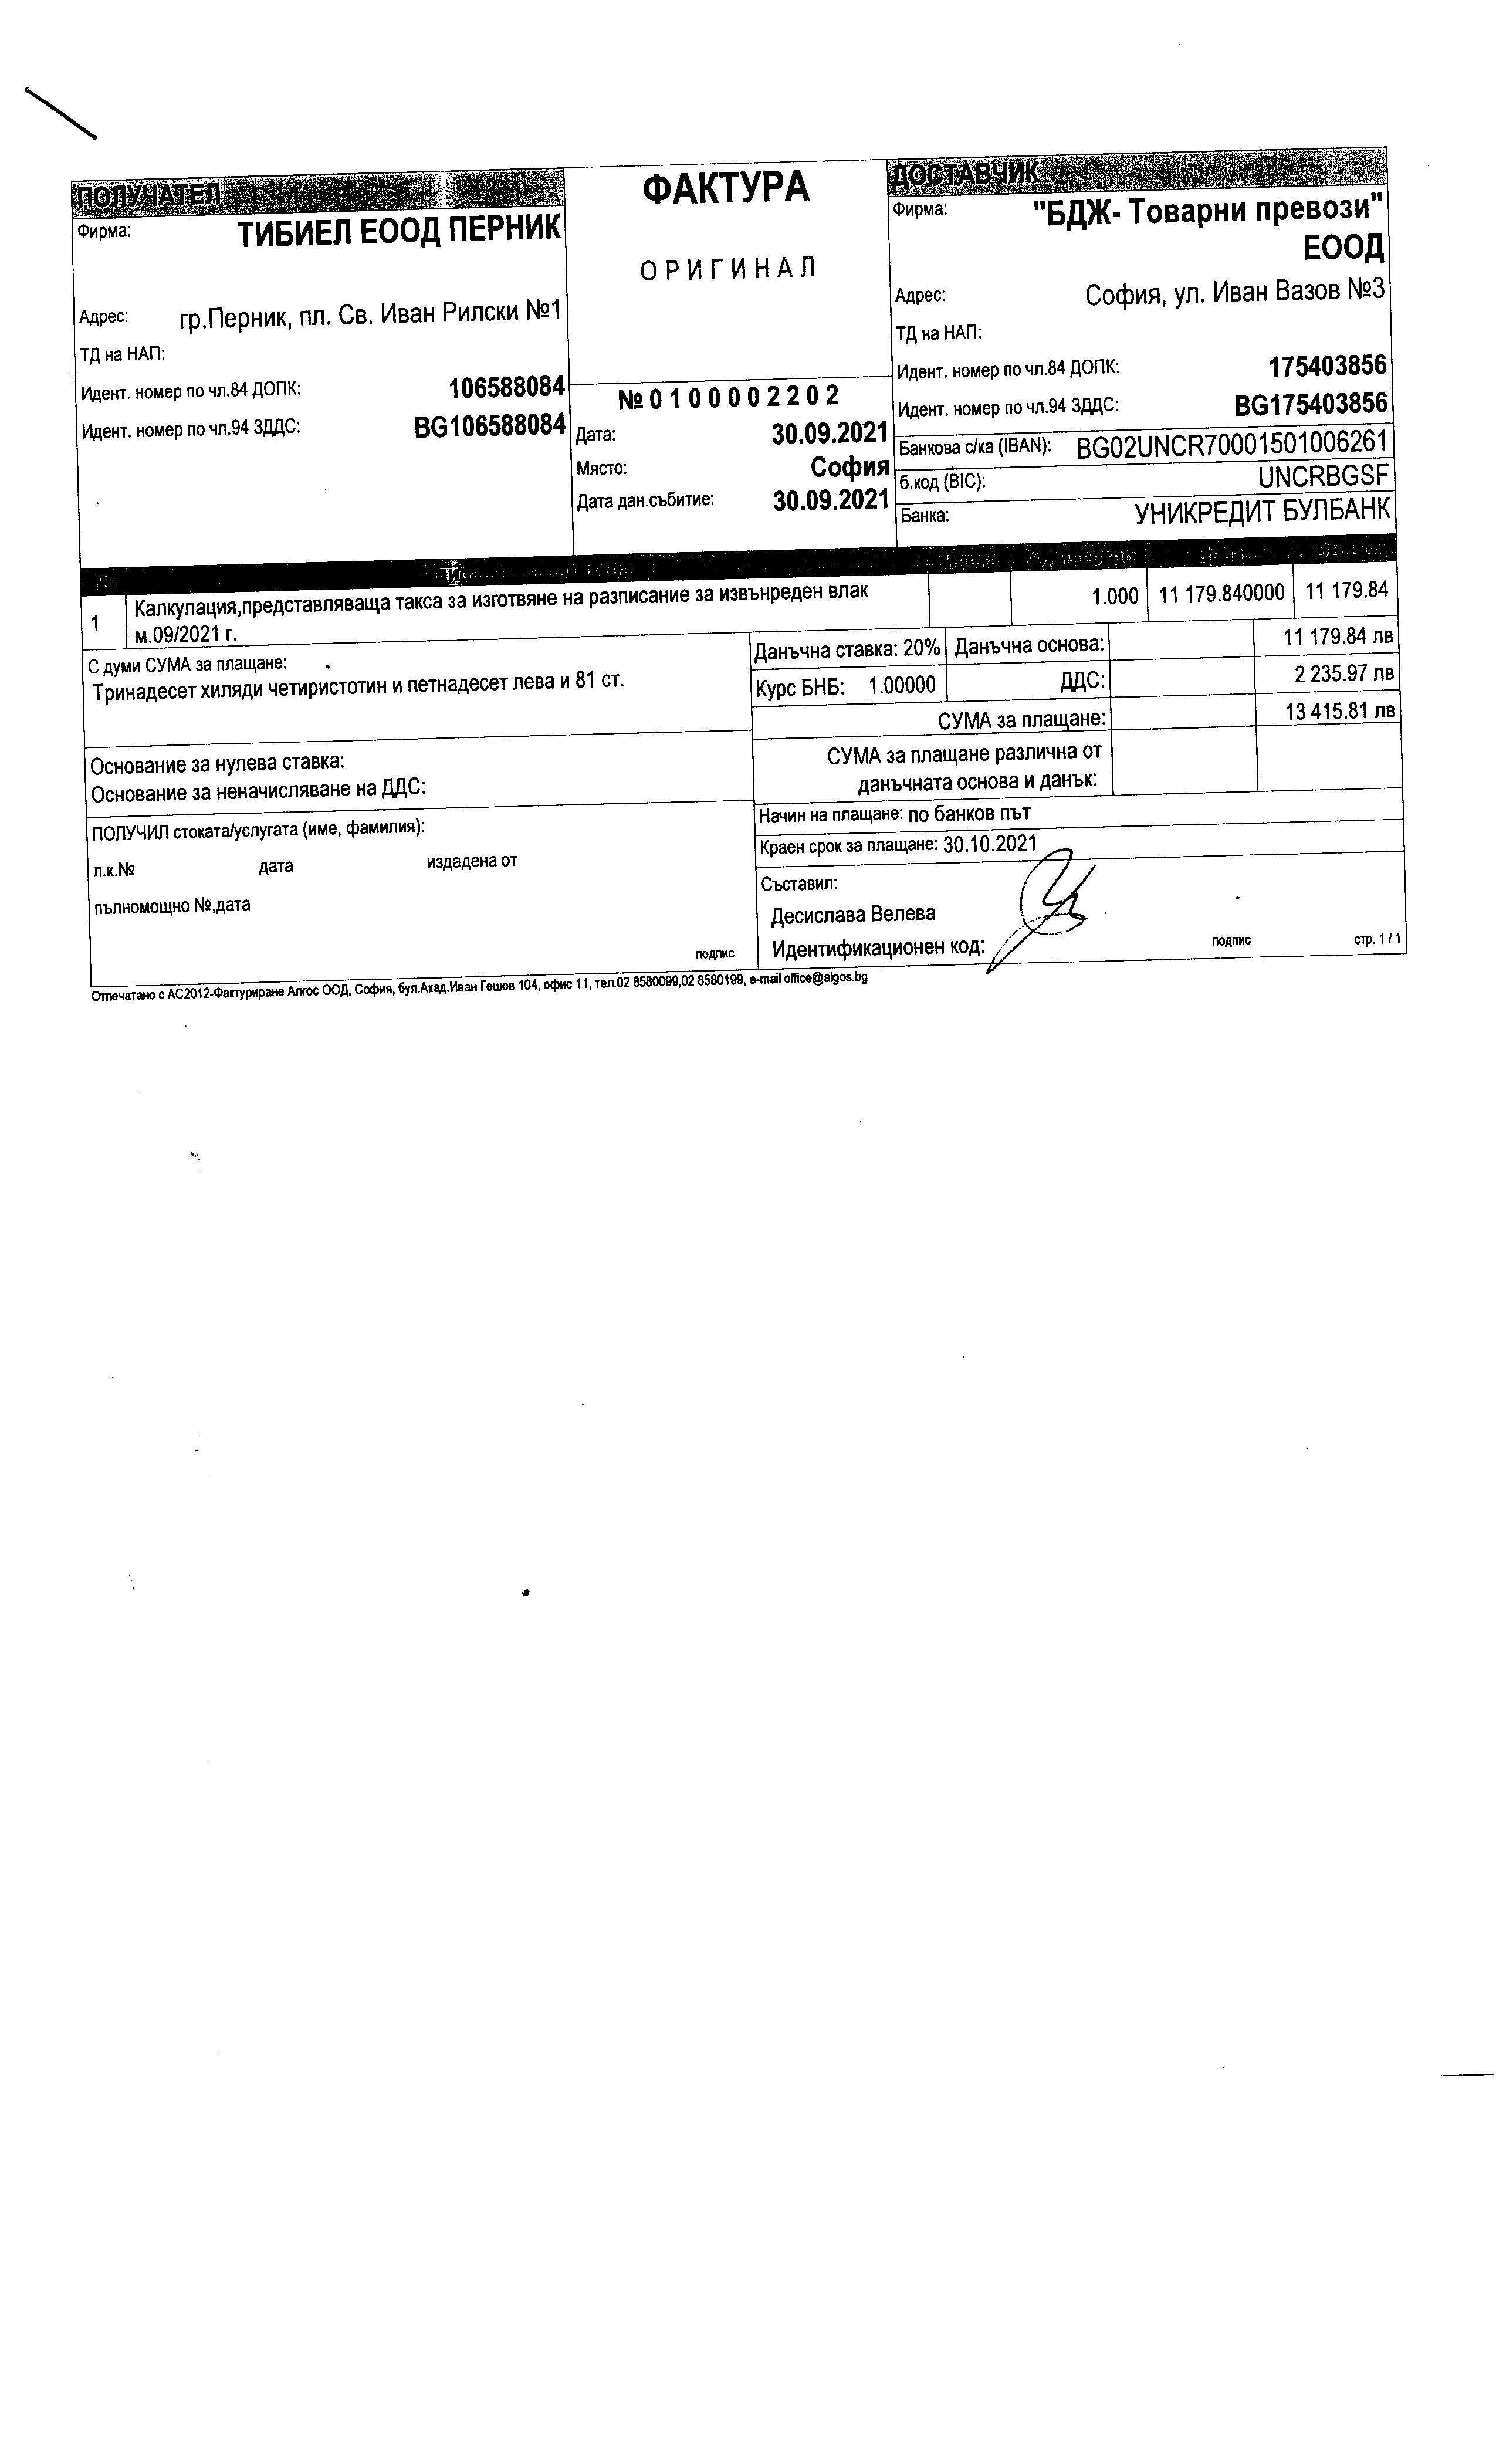 ПОЛУЧАТЕЛ
Фирма: ТИБИЕЛ ЕООД ПЕРНИК
Адрес: гр.Перник, пл. Св. Иван Рилски №1
ТД на НАП:
Идент. номер по чл.84 ДОПК: 106588084
Идент. номер по чл.94 ЗДДС: BG106588084
ФАКТУРА
ОРИГИНАЛ
№0100002202
Дата: 30.09.2021
Място: София
Дата дан.събитие: 30.09.2021
ДОСТАВЧИК
Фирма: "БДЖ- Товарни превози"
ЕООД
Адрес: София, ул. Иван Вазов №3
ТД на НАП:
Идент. номер по чл.84 ДОПК: 175403856
Идент. номер по чл.94 ЗДДС: BG175403856
Банкова с/ка (IBAN): BG02UNCR70001501006261
б.код (BIC): UNCRBGSF
Банка: УНИКРЕДИТ БУЛБАНК
1 Калкулация,представляваща такса за изготвяне на разписание за извънреден влак 1.000 11 179.840000 11 179.84
м.09/2021 г.
С думи СУМА за плащане:
Тринадесет хиляди четиристотин и петнадесет лева и 81 ст.
Данъчна ставка: 20% Данъчна основа: 11 179.84 лв
Курс БНБ: 1.00000 ДДС: 2 235.97 лв
СУМА за плащане: 13 415.81 лв
СУМА за плащане различна от
данъчната основа и данък:
Основание за нулева ставка:
Основание за неначисляване на ДДС:
Начин на плащане: по банков път
Краен срок за плащане: 30.10.2021
ПОЛУЧИЛ стоката/услугата (име, фамилия):
л.к.№ дата издадена от
пълномощно №,дата
подпис
Съставил:
Десислава Велева
Идентификационен код:
подпис стр. 1 / 1
Отпечатано с АС2012-Фактуриране Алгос ООД, София, бул.Акад.Иван Гешов 104, офис 11, тел.02 8580099,02 8580199, e-mail office@algos.bg